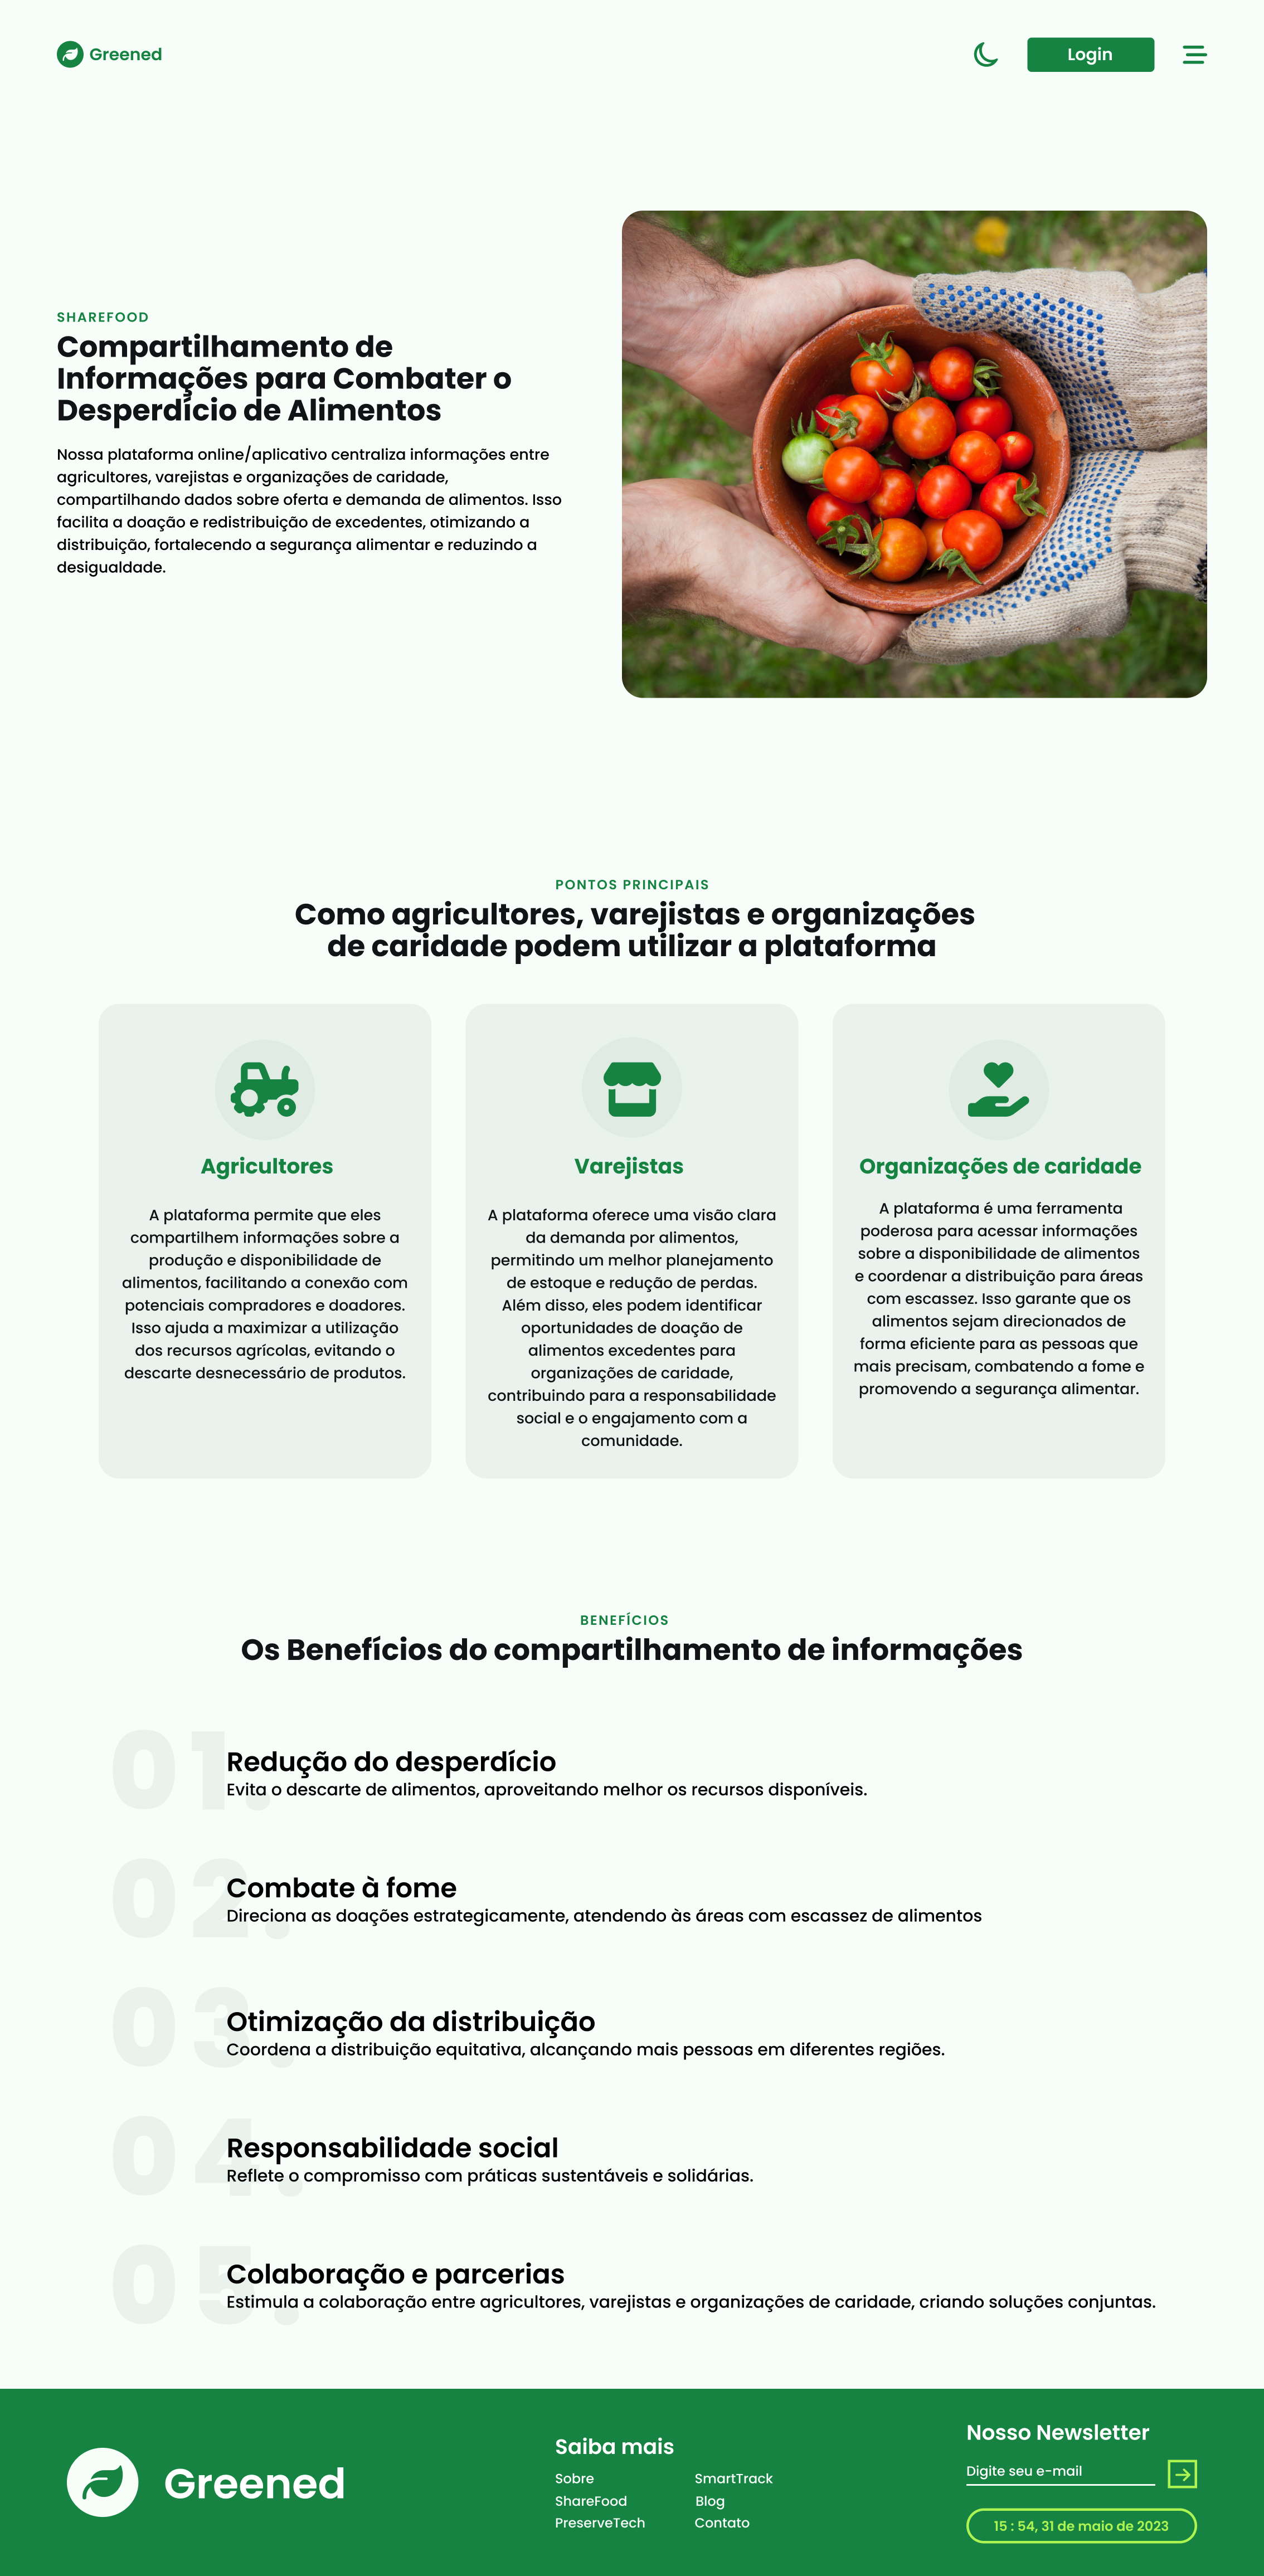 Greened
Login
SHAREFOOD
Compartilhamento de
Informações para Combater o
Desperdício de Alimentos
Nossa plataforma online/aplicativo centraliza informações entre
agricultores, varejistas e organizações de caridade,
compartilhando dados sobre oferta e demanda de alimentos. Isso
facilita a doação e redistribuição de excedentes, otimizando a
distribuição, fortalecendo a segurança alimentar e reduzindo a
desigualdade.
PONTOS PRINCIPAIS
Como agricultores, varejistas e organizações
de caridade podem utilizar a plataforma
Agricultores
A plataforma permite que eles
compartilhem informações sobre a
produção e disponibilidade de
alimentos, facilitando a conexão com
potenciais compradores e doadores.
Isso ajuda a maximizar a utilização
dos recursos agrícolas, evitando o
descarte desnecessário de produtos.
Varejistas
A plataforma oferece uma visão clara
da demanda por alimentos,
permitindo um melhor planejamento
de estoque e redução de perdas.
Além disso, eles podem identificar
oportunidades de doação de
alimentos excedentes para
organizações de caridade,
contribuindo para a responsabilidade
social e o engajamento com a
comunidade.
Organizações de caridade
A plataforma é uma ferramenta
poderosa para acessar informações
sobre a disponibilidade de alimentos
e coordenar a distribuição para áreas
com escassez. Isso garante que os
alimentos sejam direcionados de
forma eficiente para as pessoas que
mais precisam, combatendo a fome e
promovendo a segurança alimentar.
BENEFÍCIOS
Os Benefícios do compartilhamento de informações
01.
Redução do desperdício
Evita o descarte de alimentos, aproveitando melhor os recursos disponíveis.
02.
Combate à fome
Direciona as doações estrategicamente, atendendo às áreas com escassez de alimentos
03.
Otimização da distribuição
Coordena a distribuição equitativa, alcançando mais pessoas em diferentes regiões.
04.
Responsabilidade social
Reflete o compromisso com práticas sustentáveis e solidárias.
05.
Colaboração e parcerias
Estimula a colaboração entre agricultores, varejistas e organizações de caridade, criando soluções conjuntas.
Greened
Saiba mais
Sobre
ShareFood
PreserveTech
SmartTrack
Blog
Contato
Nosso Newsletter
Digite seu e-mail
15 : 54, 31 de maio de 2023